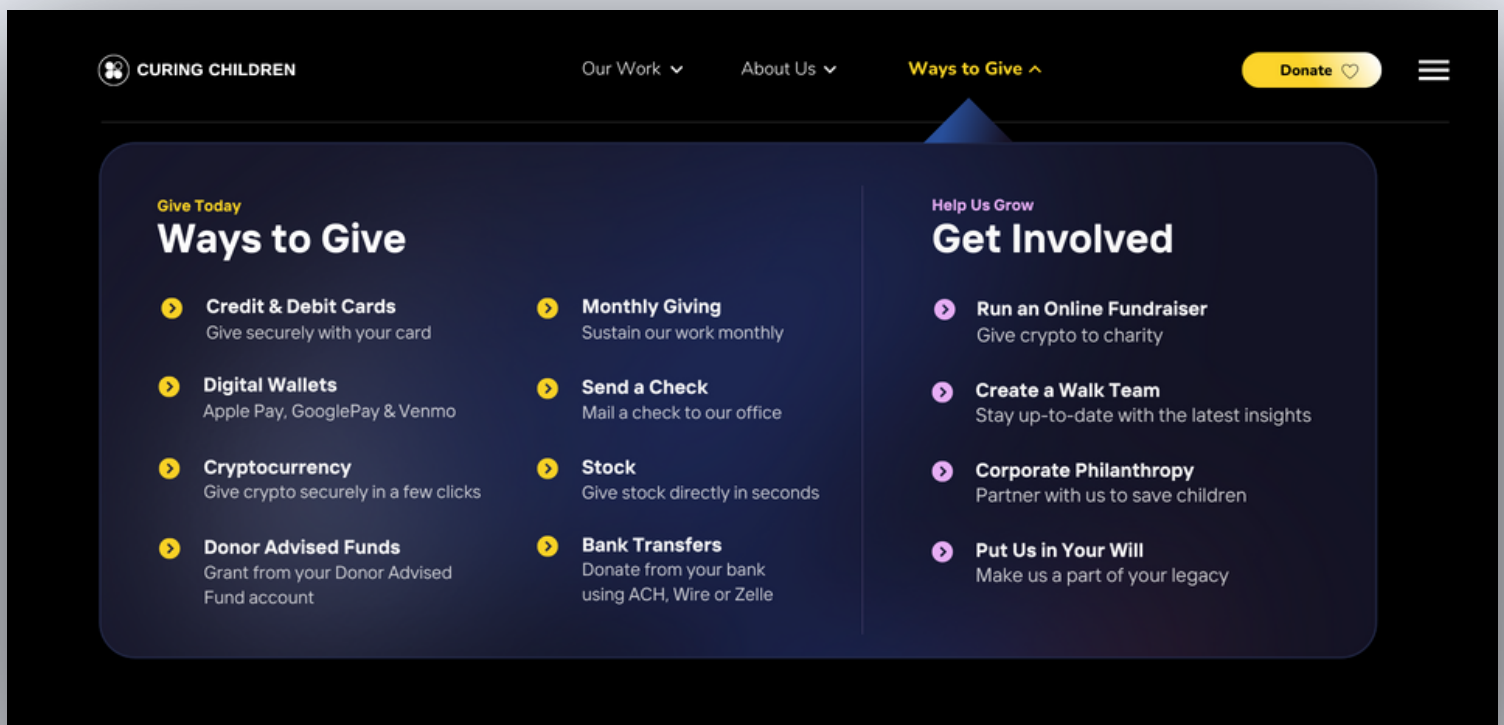 CURING CHILDREN
Our Work
About Us
Ways to Give
Donate
Give Today
Ways to Give
Credit & Debit Cards
Give securely with your card
Digital Wallets
Apple Pay, GooglePay & Venmo
Cryptocurrency
Give crypto securely in a few clicks
Donor Advised Funds
Grant from your Donor Advised
Fund account
Monthly Giving
Sustain our work monthly
Send a Check
Mail a check to our office
Stock
Give stock directly in seconds
Bank Transfers
Donate from your bank
using ACH, Wire or Zelle
Help Us Grow
Get Involved
Run an Online Fundraiser
Give crypto to charity
Create a Walk Team
Stay up-to-date with the latest insights
Corporate Philanthropy
Partner with us to save children
Put Us in Your Will
Make us a part of your legacy